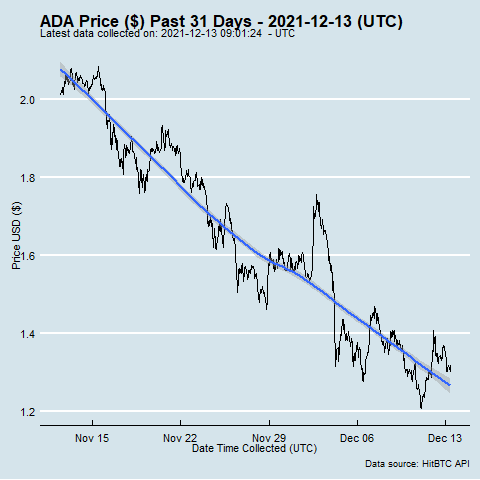 ADA Price ($) Past 31 Days - 2021-12-13 (UTC)
Latest data collected on: 2021-12-13 09:01:24 - UTC
Price USD ($)
2.0
1.8
1.6
1.4
1.2
Nov 15 Nov 22 Nov 29 Dec 06 Dec 13
Date Time Collected (UTC)
Data source: HitBTC API